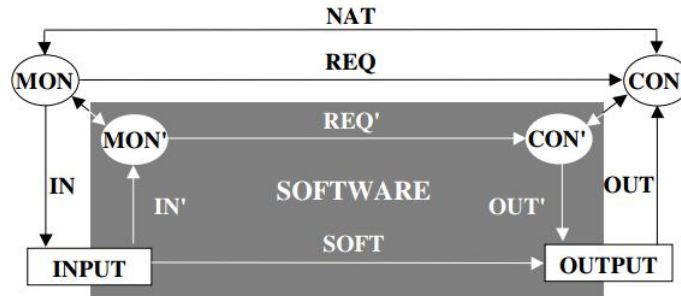 NAT
REQ
MON
CON
REQ'
MON'
CON'
SOFTWARE
IN
IN'
OUT'
OUT
SOFT
INPUT
OUTPUT